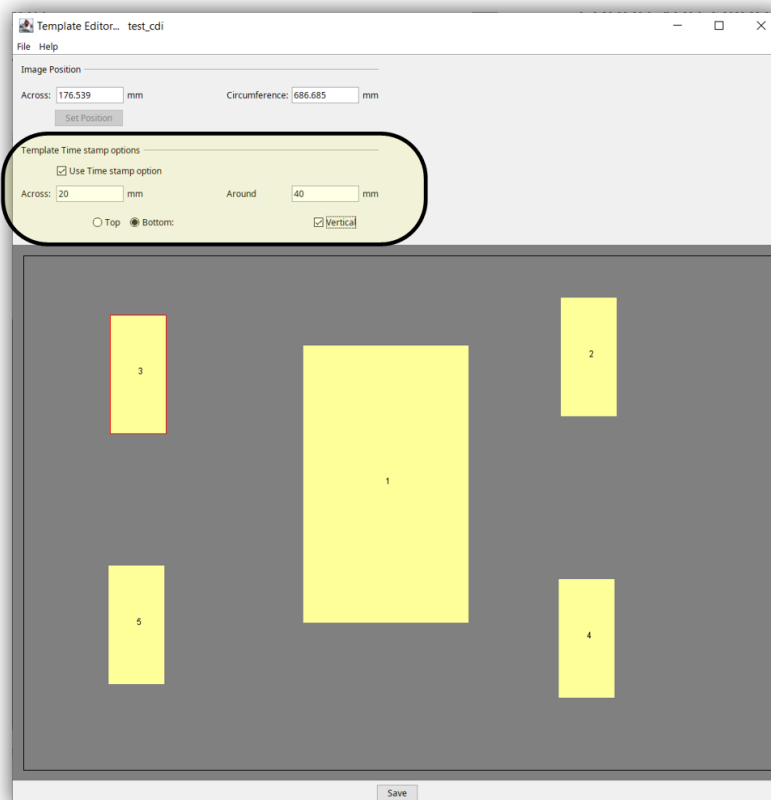 Template Editor... test_cdi
File Help
Image Position
Across: 176.539 mm Circumference: 686.685 mm
Set Position
Template Time stamp options
Use Time stamp option
Across: 20 mm Around 40 mm
Top Bottom: Vertical
3
2
1
5
4
Save